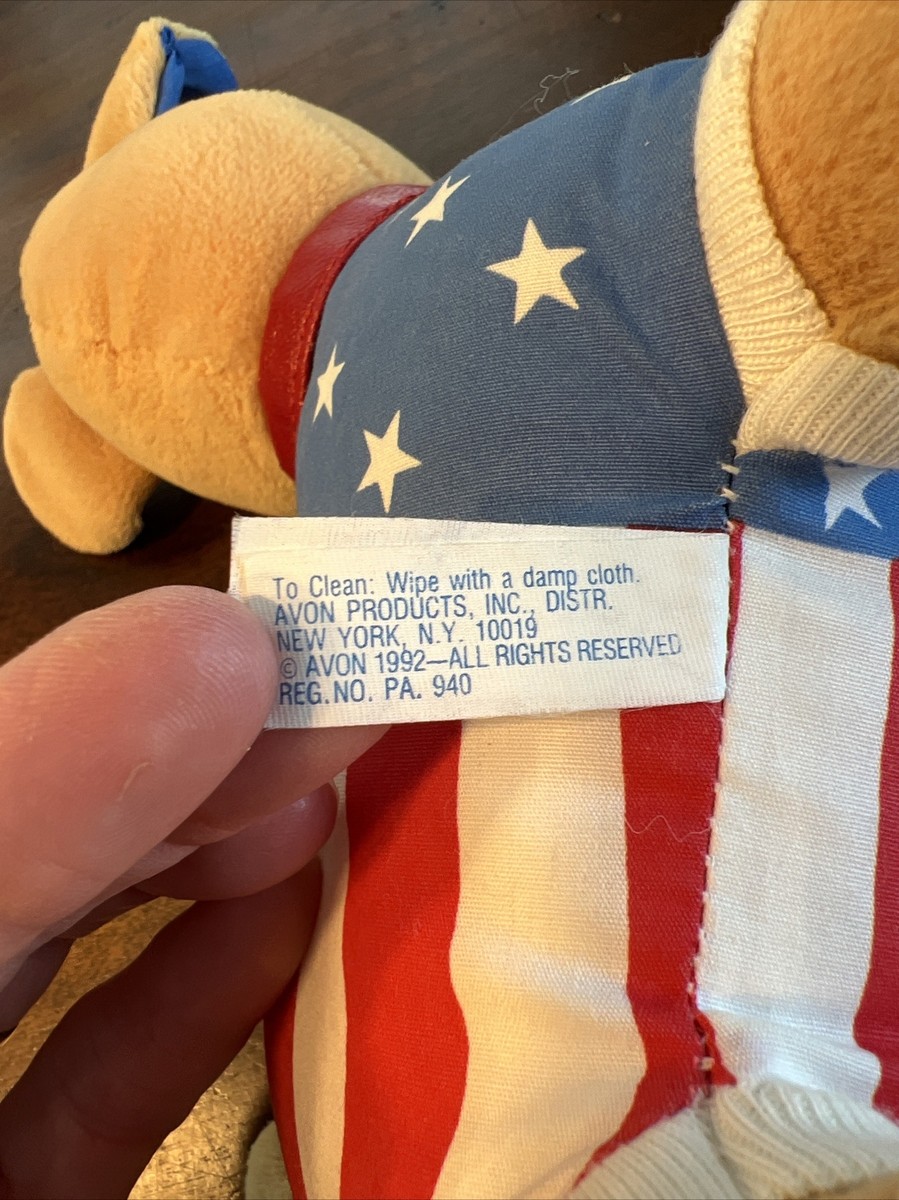 To Clean: Wipe with a damp cloth.
AVON PRODUCTS, INC., DISTR.
NEW YORK, N.Y. 10019
© AVON 1992—ALL RIGHTS RESERVED
REG.NO. PA. 940